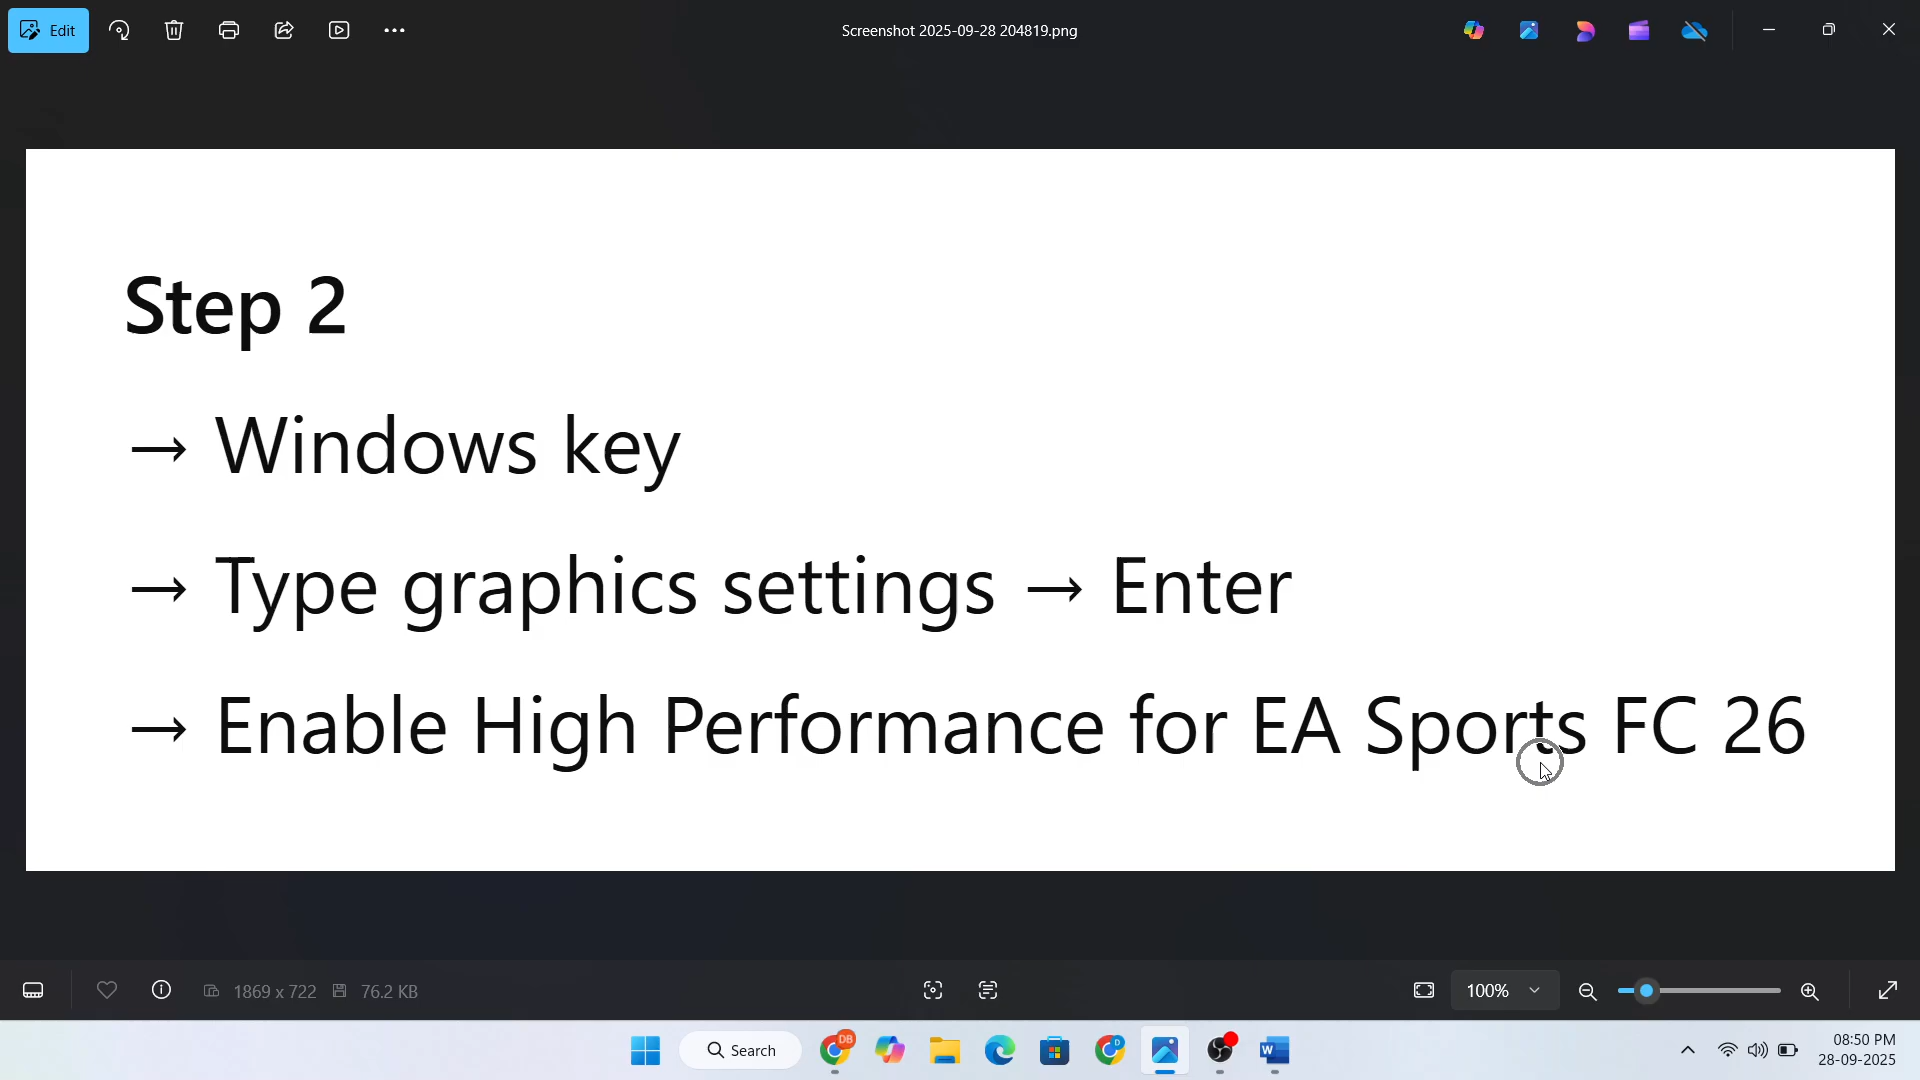 Edit
Screenshot 2025-09-28 204819.png
Step 2
→ Windows key
→ Type graphics settings → Enter
→ Enable High Performance for EA Sports FC 26
1869 x 722 76.2 KB
100%
Search
DB
D
W
08:50 PM
28-09-2025